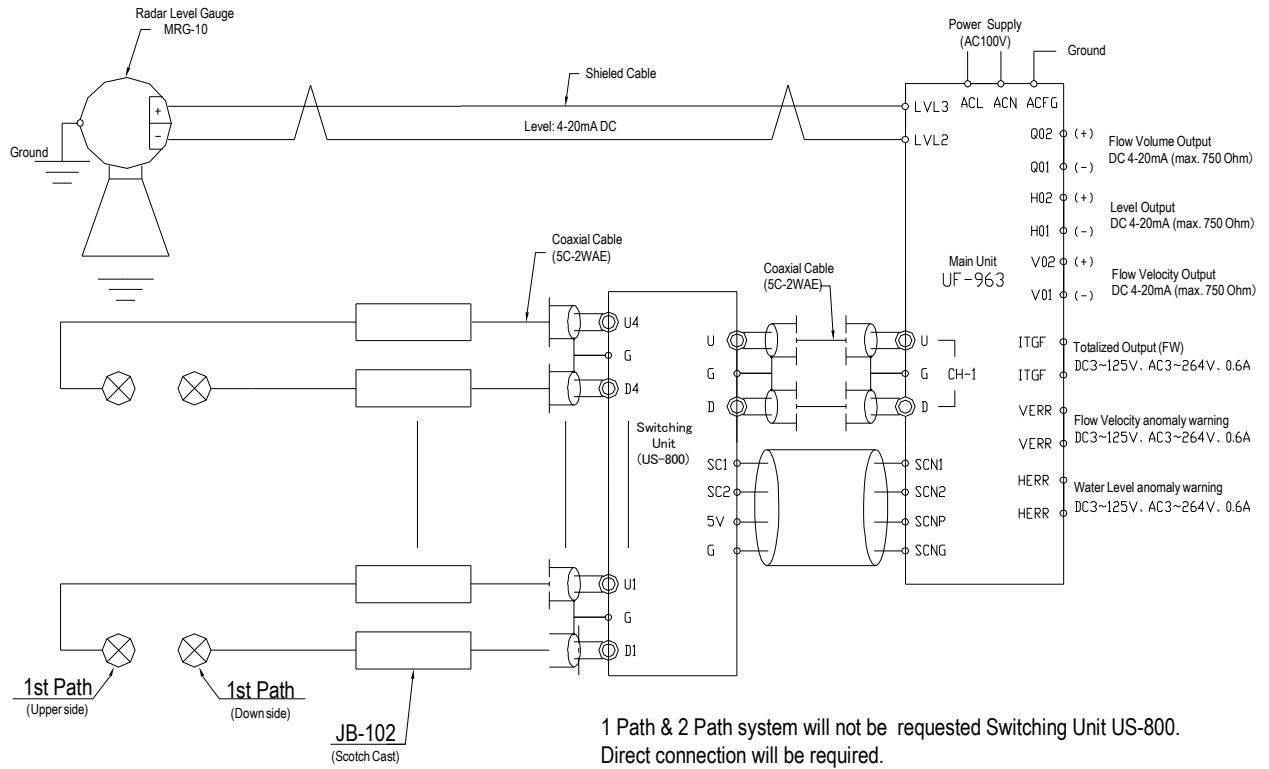 Radar Level Gauge
MRG-10
Ground
+
−
Shielded Cable
Level: 4-20mA DC
Power Supply
(AC100V)
Ground
LVL3
ACL
ACN
ACFG
LVL2
Q02 (+)
Q01 (-)
Flow Volume Output
DC 4-20mA (max. 750 Ohm)
H02 (+)
H01 (-)
Level Output
DC 4-20mA (max. 750 Ohm)
Main Unit
UF-963
V02 (+)
V01 (-)
Flow Velocity Output
DC 4-20mA (max. 750 Ohm)
ITGF
ITGF
Totalized Output (FW)
DC3~125V、AC3~264V、0.6A
VERR
VERR
Flow Velocity anomaly warning
DC3~125V、AC3~264V、0.6A
HERR
HERR
Water Level anomaly warning
DC3~125V、AC3~264V、0.6A
Coaxial Cable
(5C-2WAE)
Coaxial Cable
(5C-2WAE)
U4
G
D4
U
G
D
U
G CH-1
D
Switching
Unit
(US-800)
SC1
SC2
5V
G
SCN1
SCN2
SCNP
SCNG
U1
G
D1
1st Path
(Upper side)
1st Path
(Down side)
JB-102
(Scotch Cast)
1 Path & 2 Path system will not be requested Switching Unit US-800.
Direct connection will be required.